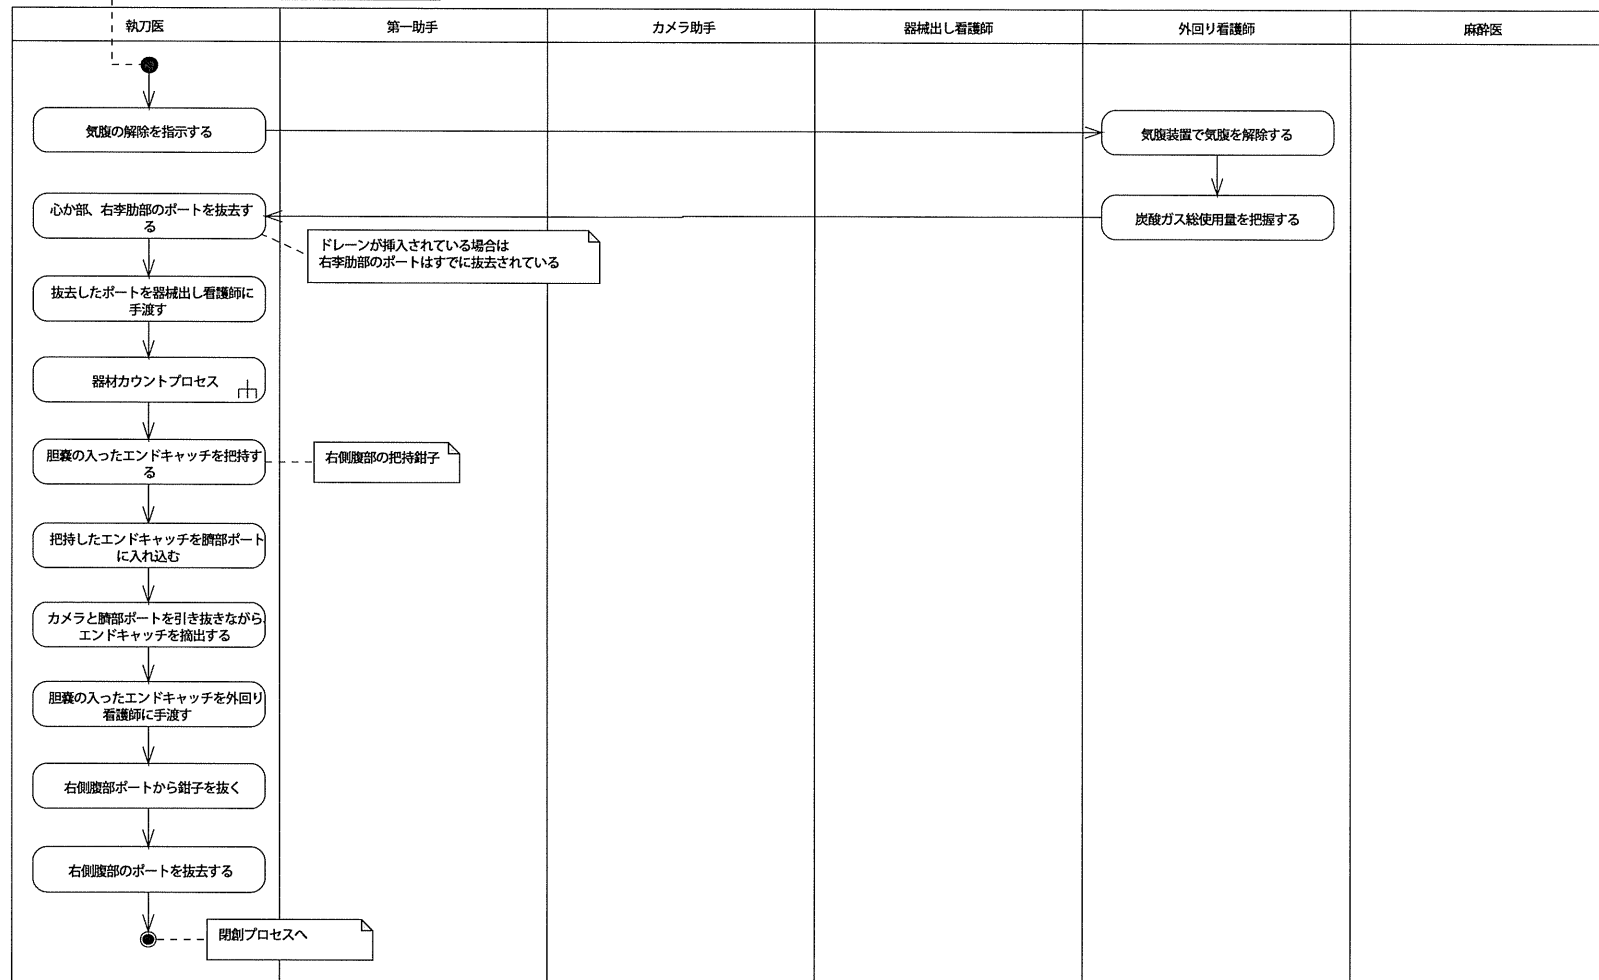 執刀医
第一助手
カメラ助手
器械出し看護師
外回り看護師
麻酔医
気腹の解除を指示する
気腹装置で気腹を解除する
心か部、右李肋部のポートを抜去す
る
炭酸ガス総使用量を把握する
ドレーンが挿入されている場合は
右李肋部のポートはすでに抜去されている
抜去したポートを器械出し看護師に
手渡す
器材カウントプロセス
胆嚢の入ったエンドキャッチを把持す
る
右側腹部の把持鉗子
把持したエンドキャッチを臍部ポート
に入れ込む
カメラと臍部ポートを引き抜きながら、
エンドキャッチを摘出する
胆嚢の入ったエンドキャッチを外回り
看護師に手渡す
右側腹部ポートから鉗子を抜く
右側腹部のポートを抜去する
閉創プロセスへ